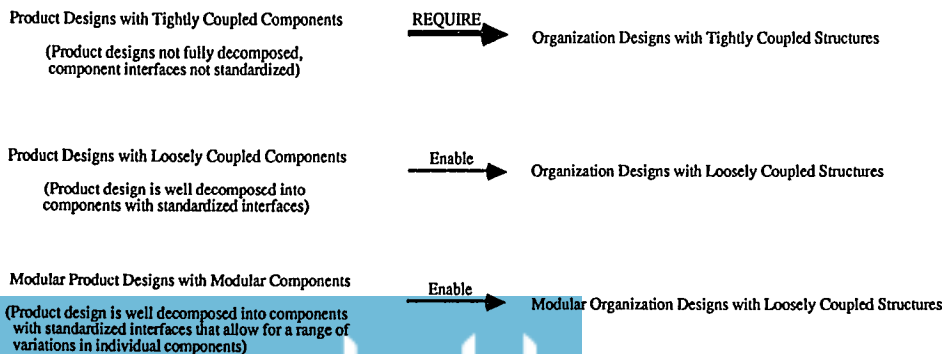 Product Designs with Tightly Coupled Components
REQUIRE
Organization Designs with Tightly Coupled Structures
(Product designs not fully decomposed,
component interfaces not standardized)
Product Designs with Loosely Coupled Components
Enable
Organization Designs with Loosely Coupled Structures
(Product design is well decomposed into
components with standardized interfaces)
Modular Product Designs with Modular Components
Enable
Modular Organization Designs with Loosely Coupled Structures
(Product design is well decomposed into components
with standardized interfaces that allow for a range of
variations in individual components)